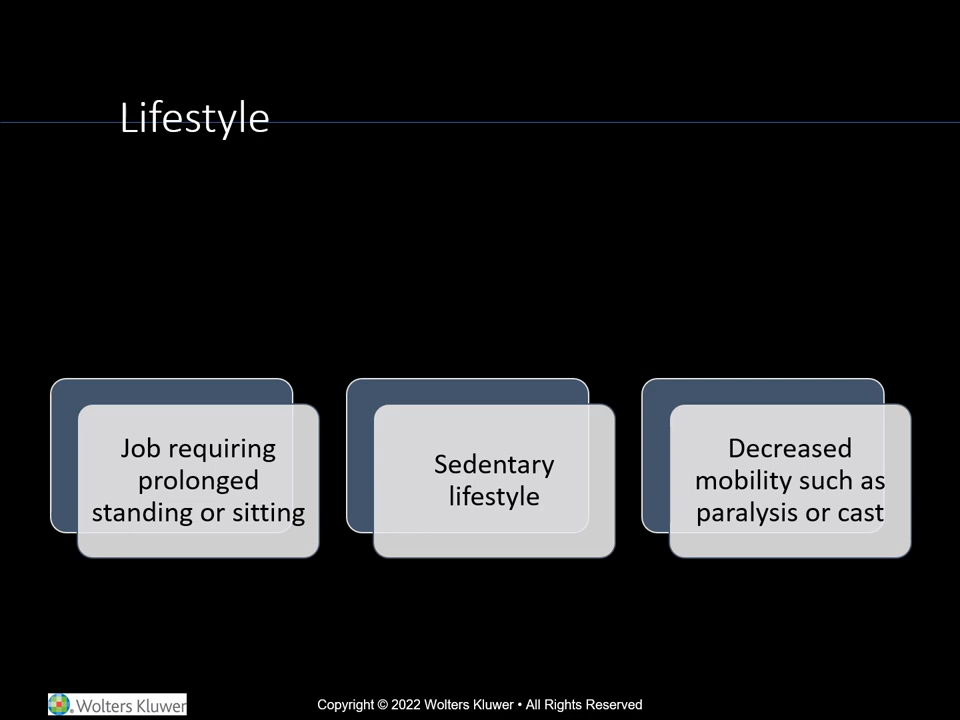 Lifestyle
Job requiring
prolonged
standing or sitting
Sedentary
lifestyle
Decreased
mobility such as
paralysis or cast
Wolters Kluwer
Copyright © 2022 Wolters Kluwer • All Rights Reserved